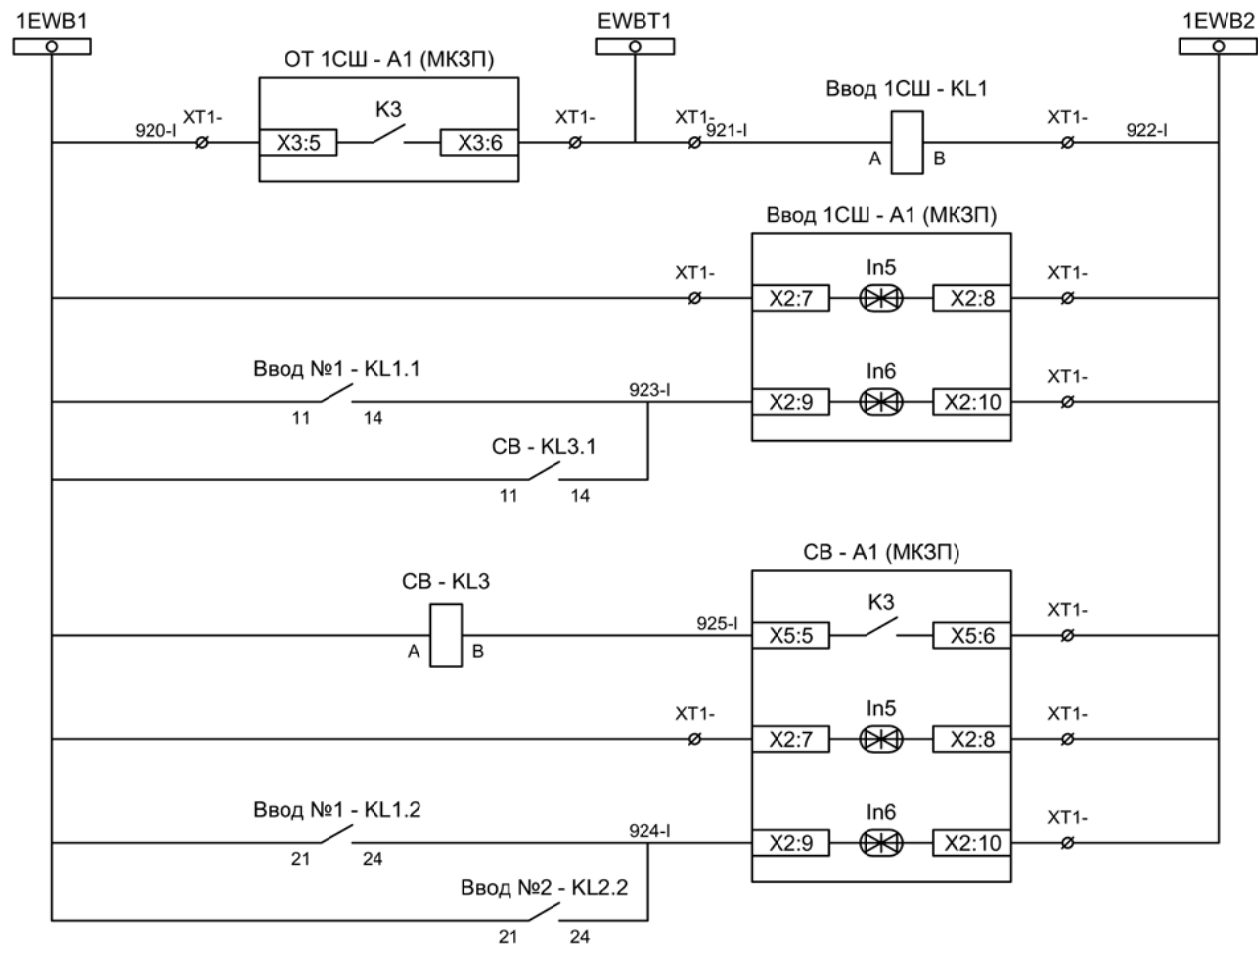 1EWB1
EWBT1
1EWB2
ОТ 1СШ - А1 (МКЗП)
Ввод 1СШ - KL1
920-I
XT1-
X3:5
K3
X3:6
XT1-
XT1-
921-I
A
B
XT1-
922-I
Ввод 1СШ - А1 (МКЗП)
XT1-
X2:7
In5
X2:8
XT1-
Ввод №1 - KL1.1
11
14
923-I
X2:9
In6
X2:10
XT1-
СВ - KL3.1
11
14
СВ - А1 (МКЗП)
СВ - KL3
A
B
925-I
X5:5
K3
X5:6
XT1-
XT1-
X2:7
In5
X2:8
XT1-
Ввод №1 - KL1.2
21
24
924-I
X2:9
In6
X2:10
XT1-
Ввод №2 - KL2.2
21
24